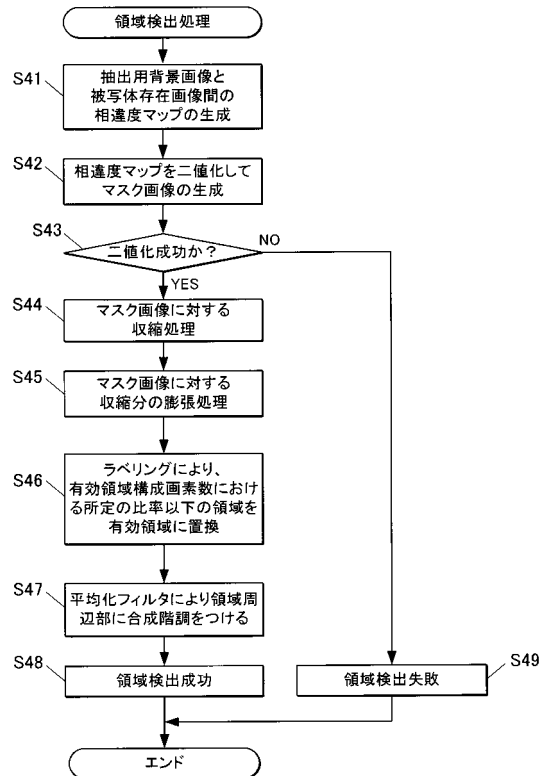 領域検出処理
S41
抽出用背景画像と
被写体存在画像間の
相違度マップの生成
S42
相違度マップを二値化して
マスク画像の生成
S43
二値化成功か？
NO
YES
S44
マスク画像に対する
収縮処理
S45
マスク画像に対する
収縮分の膨張処理
S46
ラベリングにより、
有効領域構成画素数におけ
る所定の比率以下の領域を
有効領域に置換
S47
平均化フィルタにより領域周
辺部に合成階調をつける
S48
領域検出成功
S49
領域検出失敗
エンド